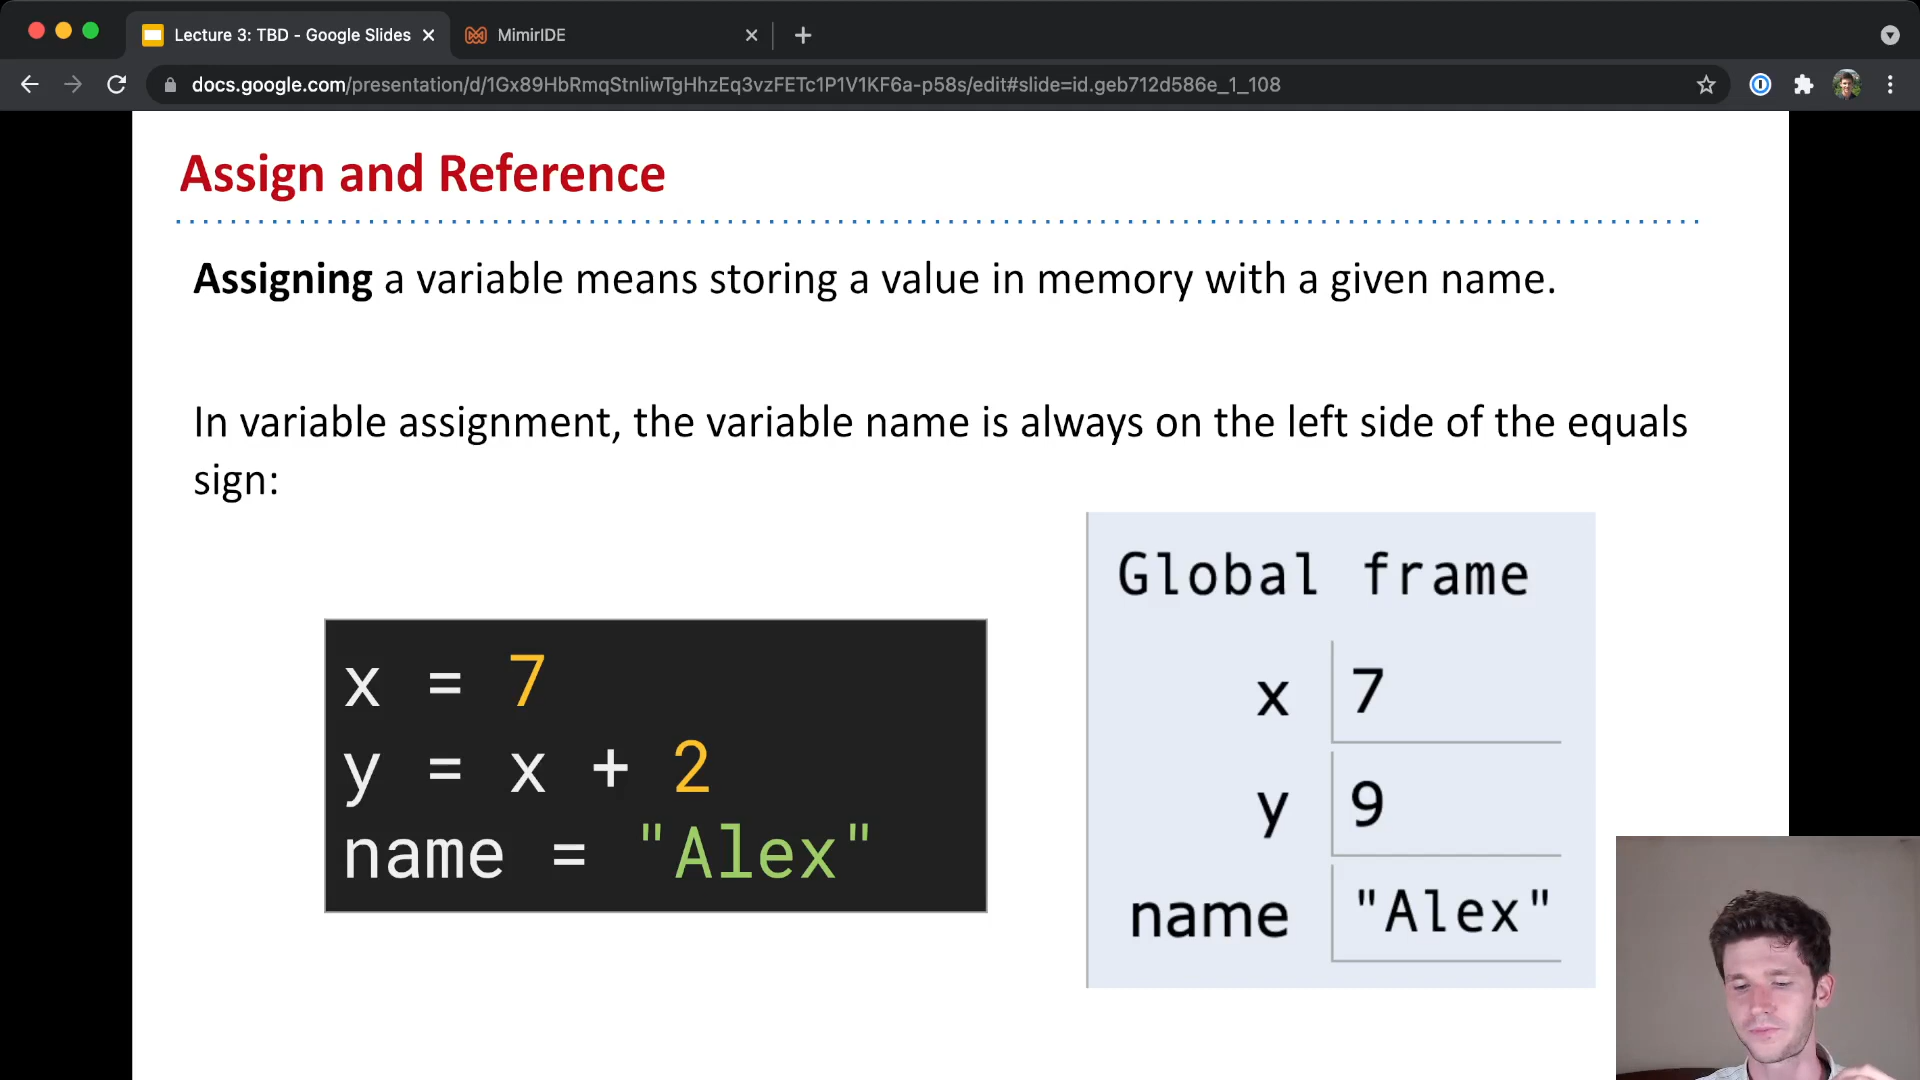 Lecture 3: TBD - Google Slides
MimirIDE
docs.google.com/presentation/d/1Gx89HbRmqStnIiwTgHhzEq3vzFETc1P1V1KF6a-p58s/edit#slide=id.geb712d586e_1_108
Assign and Reference
Assigning a variable means storing a value in memory with a given name.
In variable assignment, the variable name is always on the left side of the equals
sign:
x = 7
y = x + 2
name = "Alex"
Global frame
x 7
y 9
name "Alex"